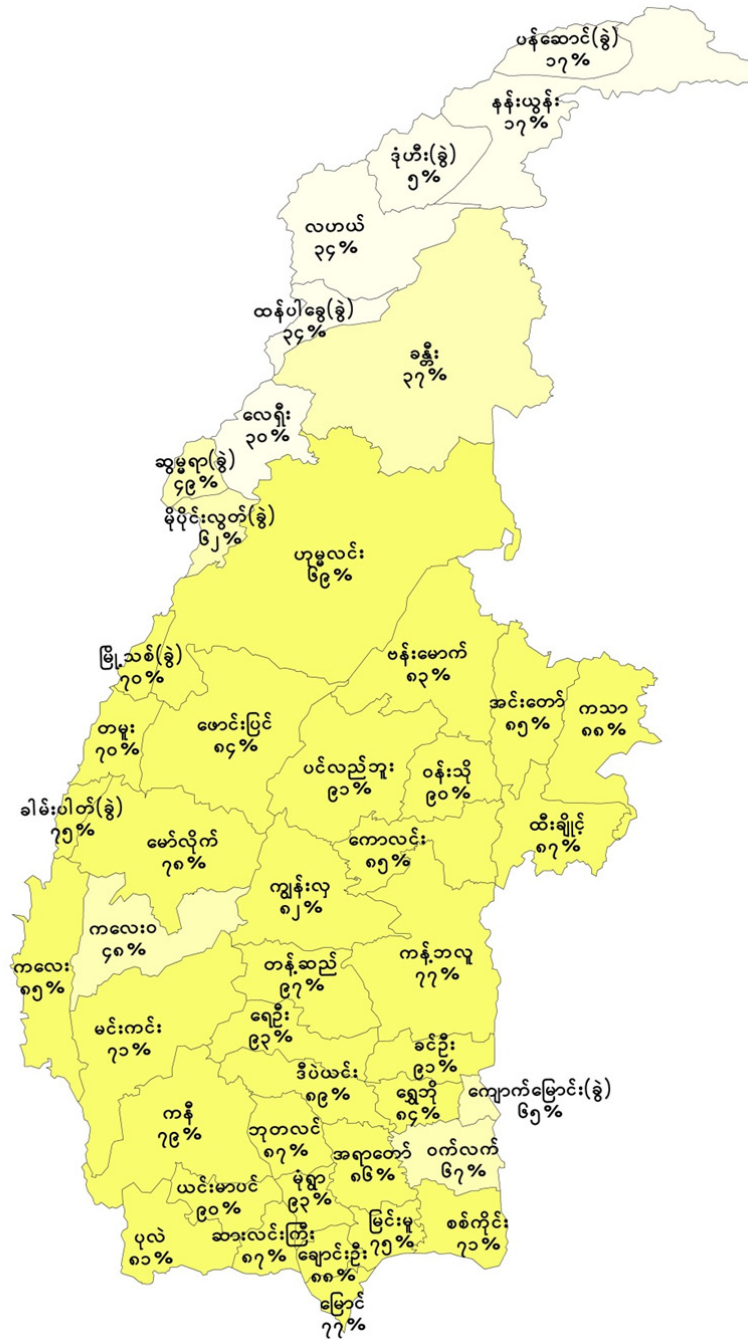 ပန်ဆောင်(ခွဲ)
၁၇%
နန်းယွန်း
၁၇%
ဒုံဟီး(ခွဲ)
၅%
လဟယ်
၃၄%
ထန်ပါခွေ(ခွဲ)
၃၄%
ခန္တီး
၃၇%
လေရှီး
၃၀%
ဆွမ္မရာ(ခွဲ)
၄၉%
မိုပိုင်းလွတ်(ခွဲ)
၆၂%
ဟုမ္မလင်း
၆၉%
မြို့သစ်(ခွဲ)
၇၀%
ဗန်းမောက်
၈၃%
အင်းတော်
၈၅%
ကသာ
၈၈%
တမူး
၇၀%
ဖောင်းပြင်
၈၄%
ပင်လည်ဘူး
၉၁%
ဝန်းသို
၉၀%
ခါမ်းပါတ်(ခွဲ)
၇၅%
မော်လိုက်
၇၈%
ကောလင်း
၈၅%
ထီးချိုင့်
၈၇%
ကျွန်းလှ
၈၂%
ကလေးဝ
၄၈%
ကလေး
၈၅%
တန့်ဆည်
၉၇%
ကန့်ဘလူ
၇၇%
မင်းကင်း
၇၁%
ရေဦး
၉၃%
ခင်ဦး
၉၁%
ဒီပဲယင်း
၈၉%
ရွှေဘို
၈၄%
ကျောက်မြောင်း(ခွဲ)
၆၅%
ကနီ
၇၉%
ဘုတလင်
၈၇%
အရာတော်
၈၆%
ဝက်လက်
၆၇%
ယင်းမာပင်
၉၀%
မုံရွာ
၉၃%
မြင်းမူ
၇၅%
စစ်ကိုင်း
၇၁%
ပုလဲ
၈၁%
ဆားလင်းကြီး
၈၇%
ချောင်းဦး
၈၈%
မြောင်
၇၇%